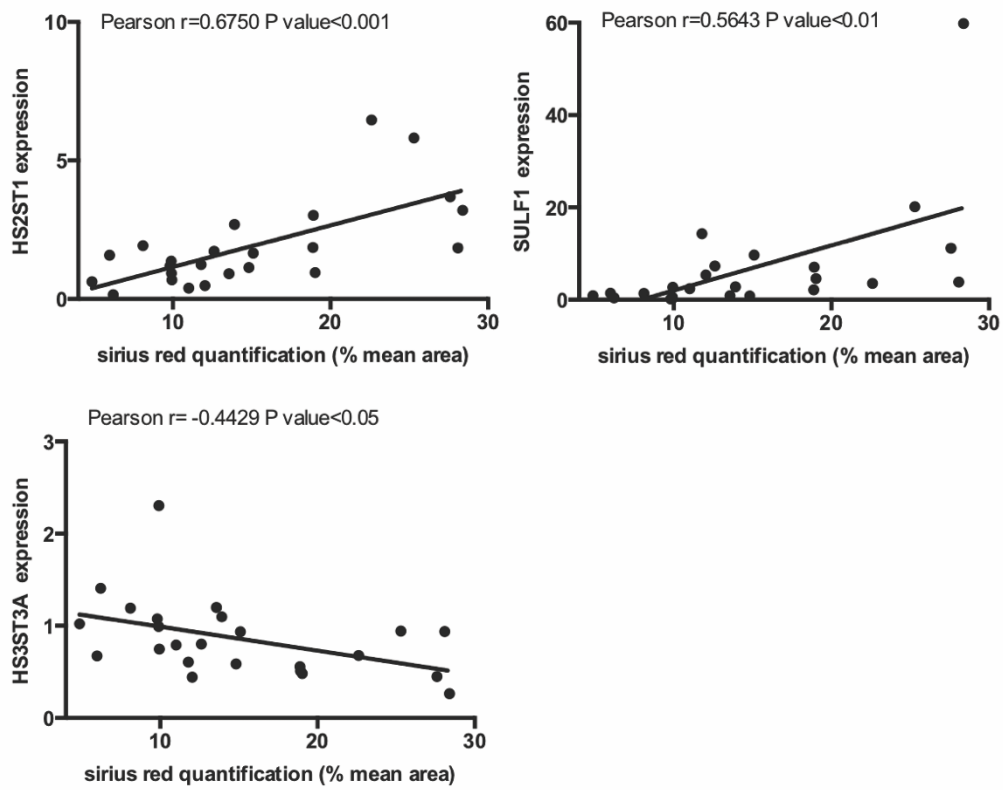 Pearson r=0.6750 P value<0.001
10
5
0
HS2ST1 expression
10 20 30
sirius red quantification (% mean area)
Pearson r=0.5643 P value<0.01
60
40
20
0
SULF1 expression
10 20 30
sirius red quantification (% mean area)
Pearson r= -0.4429 P value<0.05
3
2
1
0
HS3ST3A expression
10 20 30
sirius red quantification (% mean area)